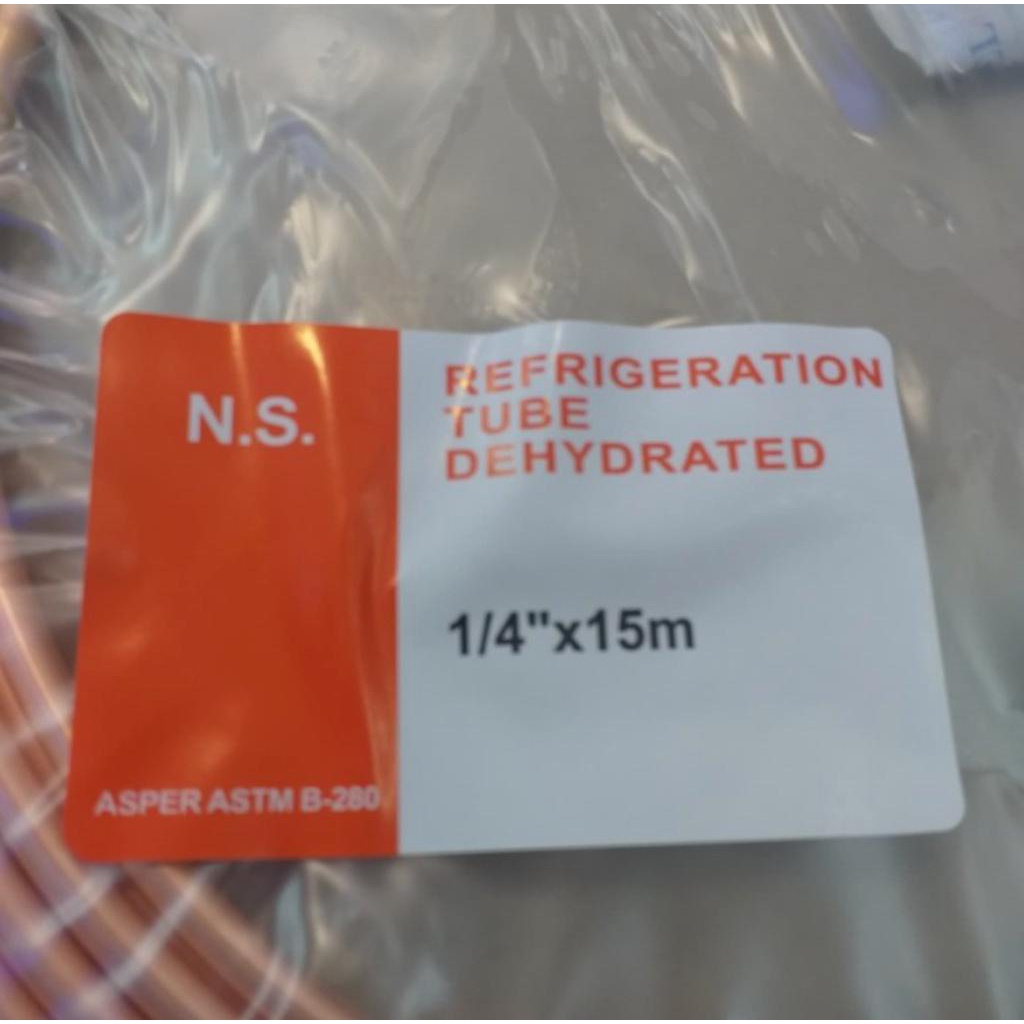 N.S.
REFRIGERATION
TUBE
DEHYDRATED
1/4"x15m
ASPER ASTM B-280